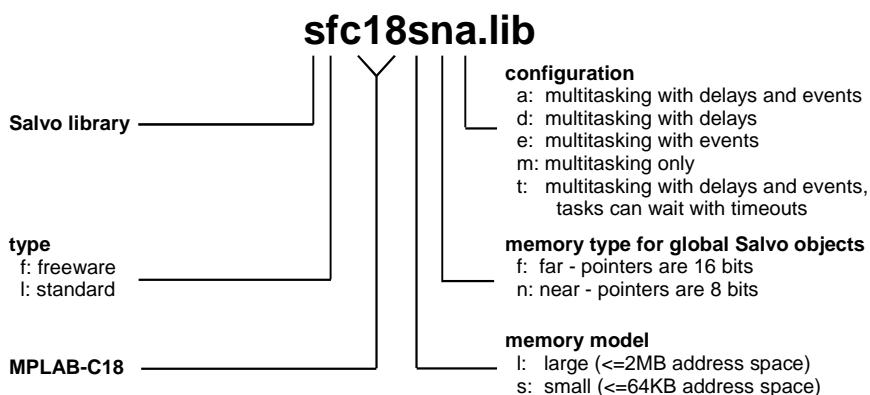 sfc18sna.lib
Salvo library
type
f: freeware
l: standard
MPLAB-C18
configuration
a: multitasking with delays and events
d: multitasking with delays
e: multitasking with events
m: multitasking only
t: multitasking with delays and events,
tasks can wait with timeouts
memory type for global Salvo objects
f: far - pointers are 16 bits
n: near - pointers are 8 bits
memory model
l: large (<=2MB address space)
s: small (<=64KB address space)